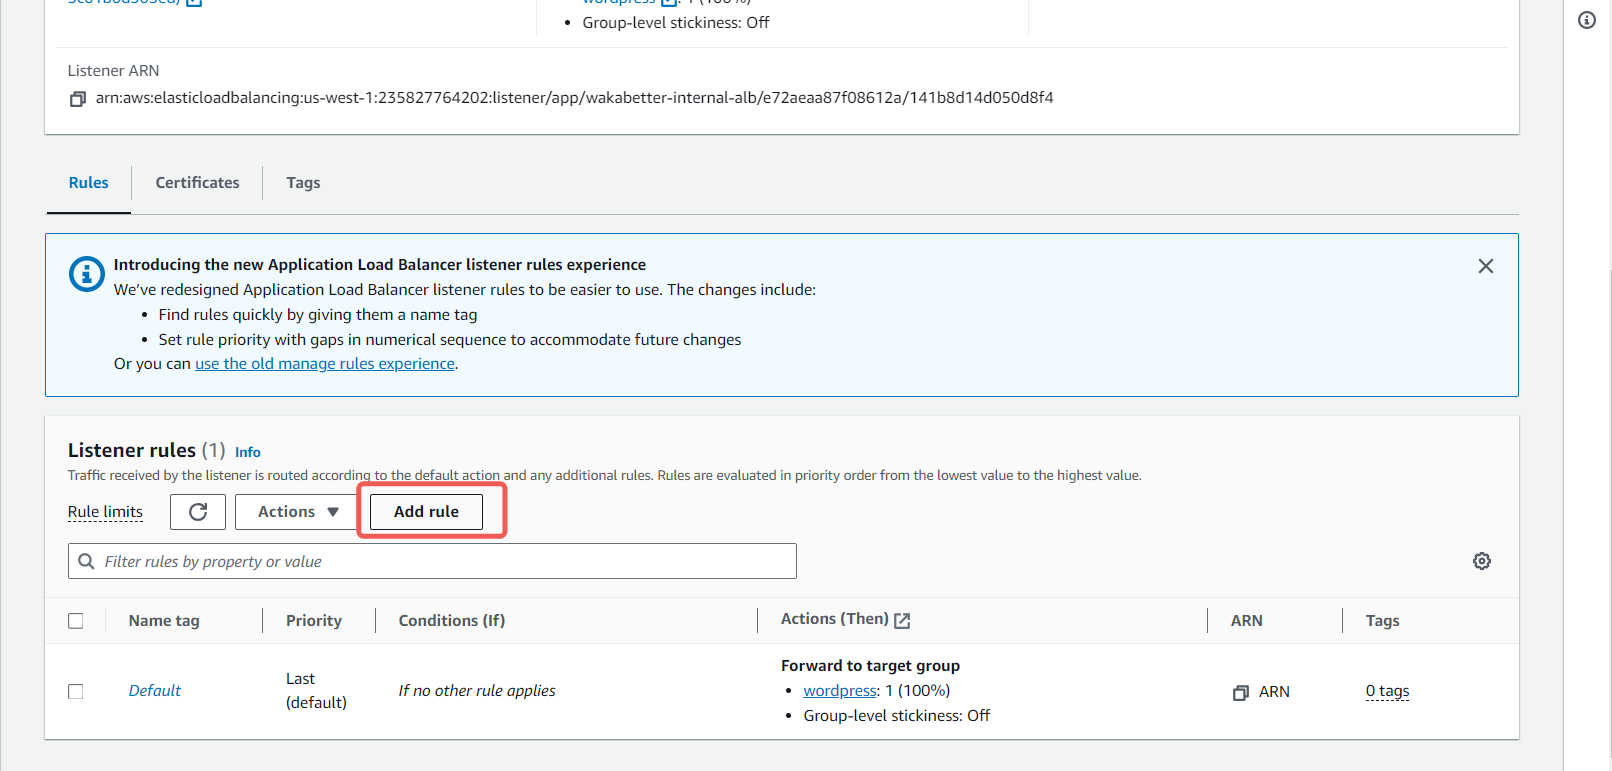 wordpress : 1 (100%)
Group-level stickiness: Off
Listener ARN
arn:aws:elasticloadbalancing:us-west-1:235827764202:listener/app/wakabetter-internal-alb/e72aeaa87f08612a/141b8d14d050d8f4
Rules
Certificates
Tags
Introducing the new Application Load Balancer listener rules experience
We’ve redesigned Application Load Balancer listener rules to be easier to use. The changes include:
Find rules quickly by giving them a name tag
Set rule priority with gaps in numerical sequence to accommodate future changes
Or you can use the old manage rules experience.
Listener rules (1) Info
Traffic received by the listener is routed according to the default action and any additional rules. Rules are evaluated in priority order from the lowest value to the highest value.
Rule limits
Actions
Add rule
Filter rules by property or value
Name tag
Priority
Conditions (If)
Actions (Then)
ARN
Tags
Default
Last
(default)
If no other rule applies
Forward to target group
wordpress: 1 (100%)
Group-level stickiness: Off
ARN
0 tags